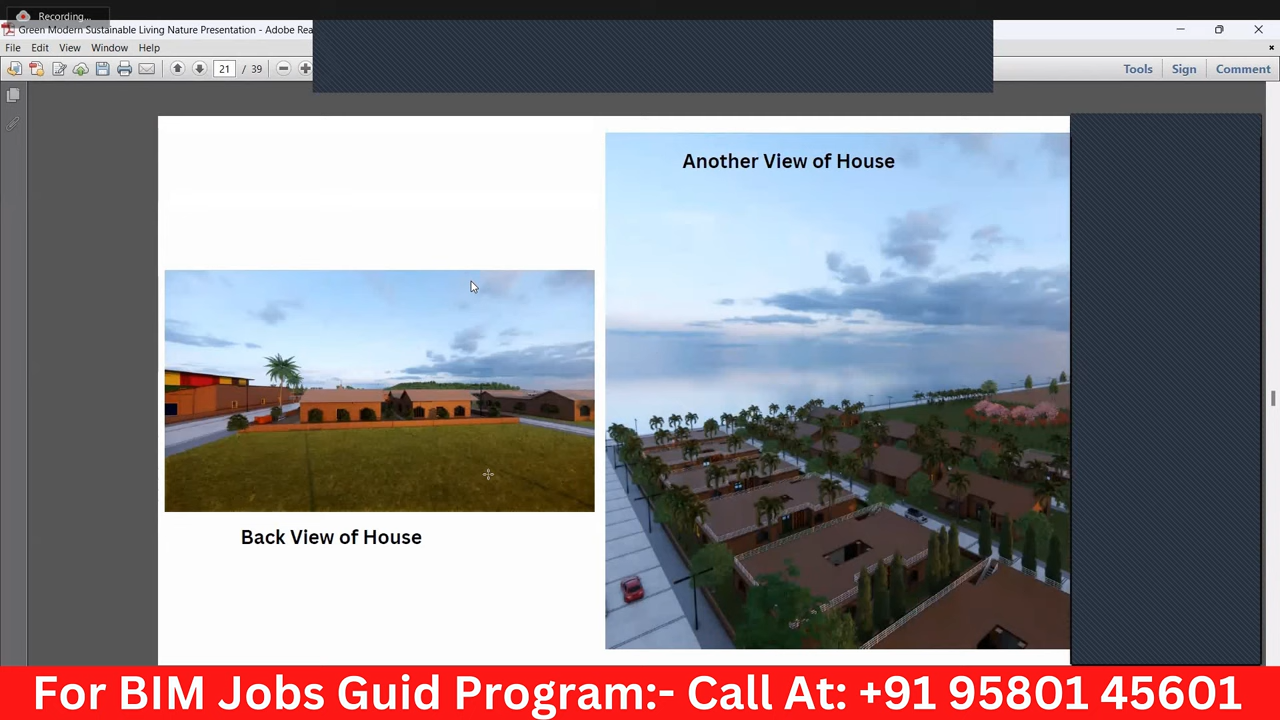 Recording...
Green Modern Sustainable Living Nature Presentation - Adobe Rea
File Edit View Window Help
21 / 39
Tools Sign Comment
Another View of House
Back View of House
For BIM Jobs Guid Program:- Call At: +91 95801 45601